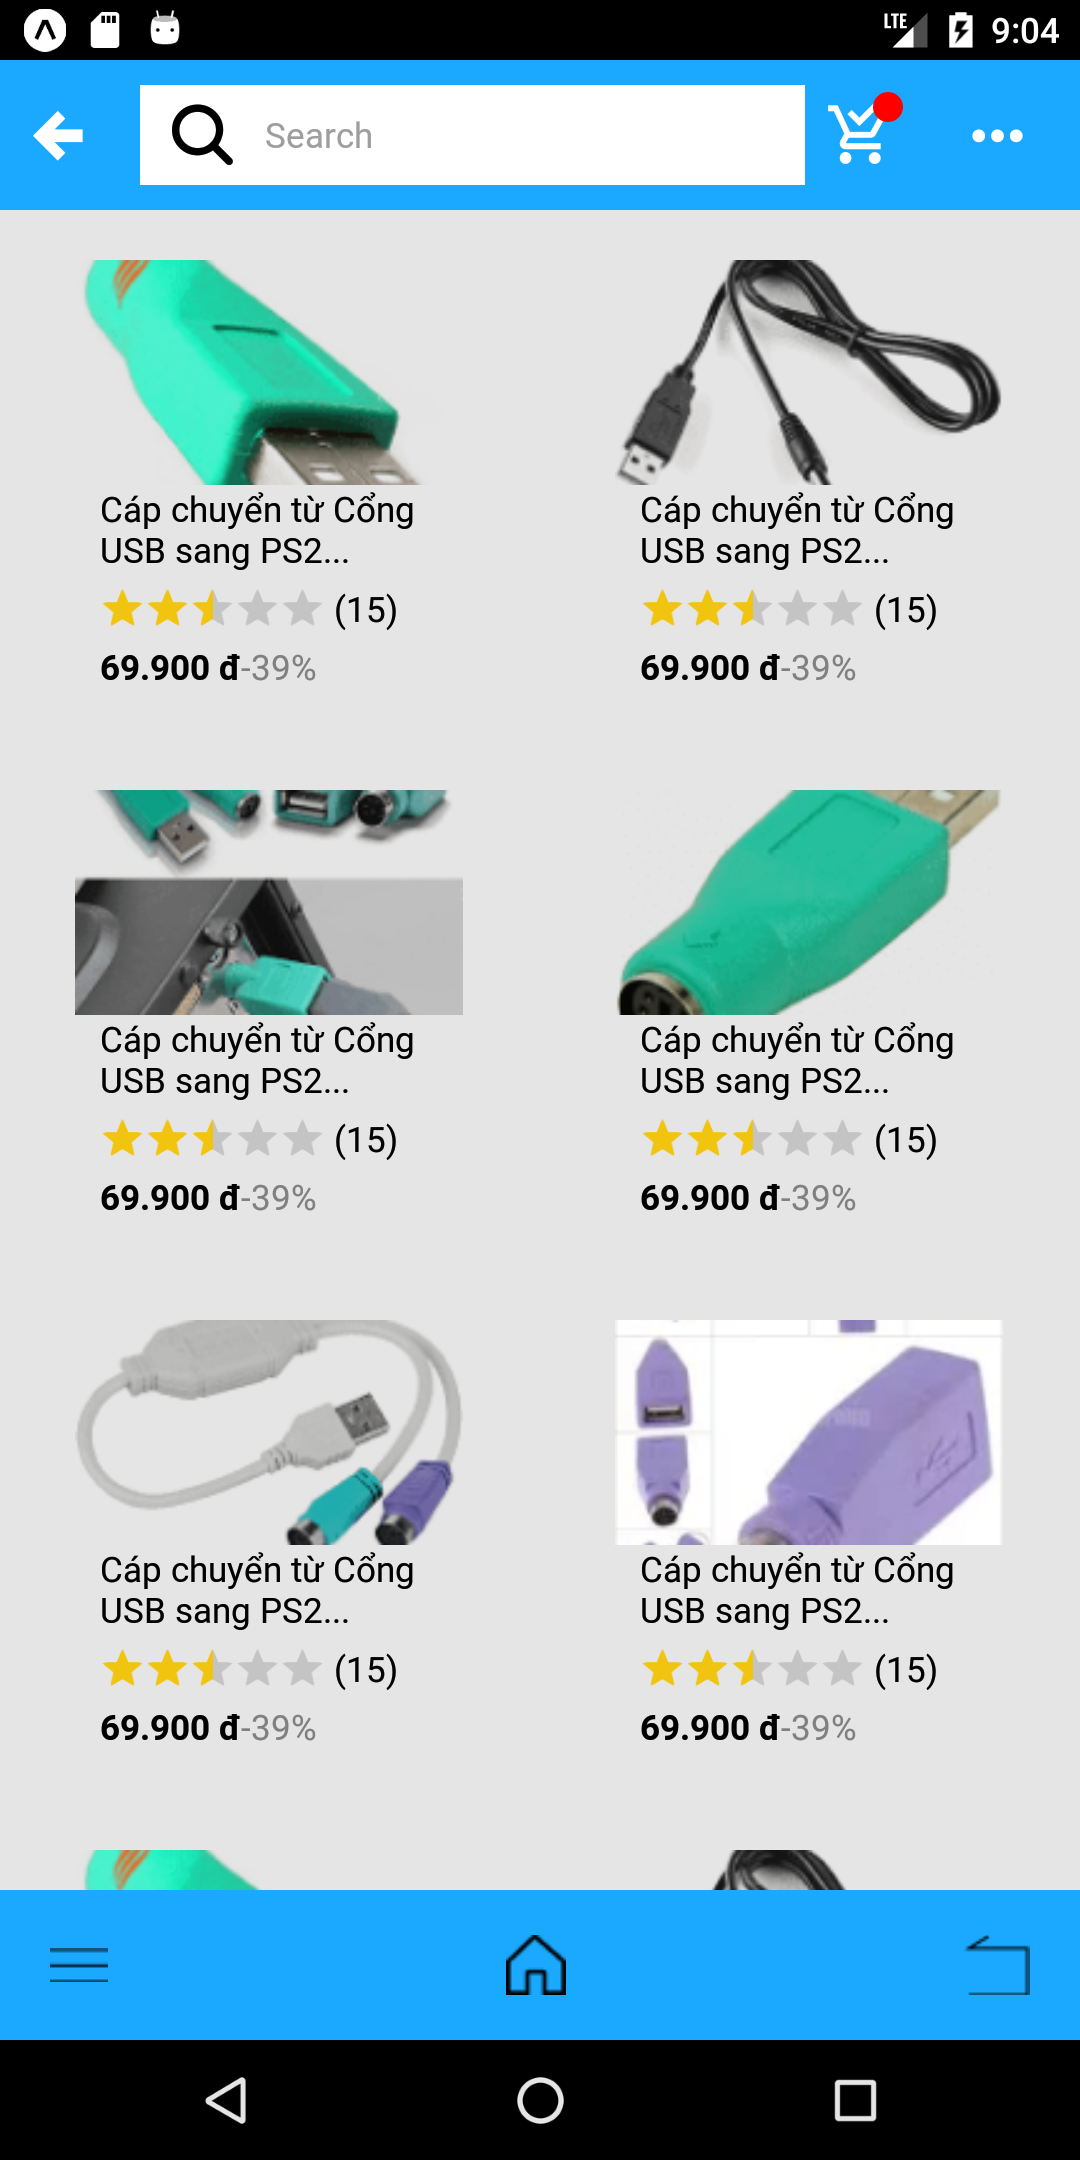 LTE 9:04
Search
Cáp chuyển từ Cổng
USB sang PS2...
(15)
69.900 đ-39%
Cáp chuyển từ Cổng
USB sang PS2...
(15)
69.900 đ-39%
Cáp chuyển từ Cổng
USB sang PS2...
(15)
69.900 đ-39%
Cáp chuyển từ Cổng
USB sang PS2...
(15)
69.900 đ-39%
Cáp chuyển từ Cổng
USB sang PS2...
(15)
69.900 đ-39%
Cáp chuyển từ Cổng
USB sang PS2...
(15)
69.900 đ-39%